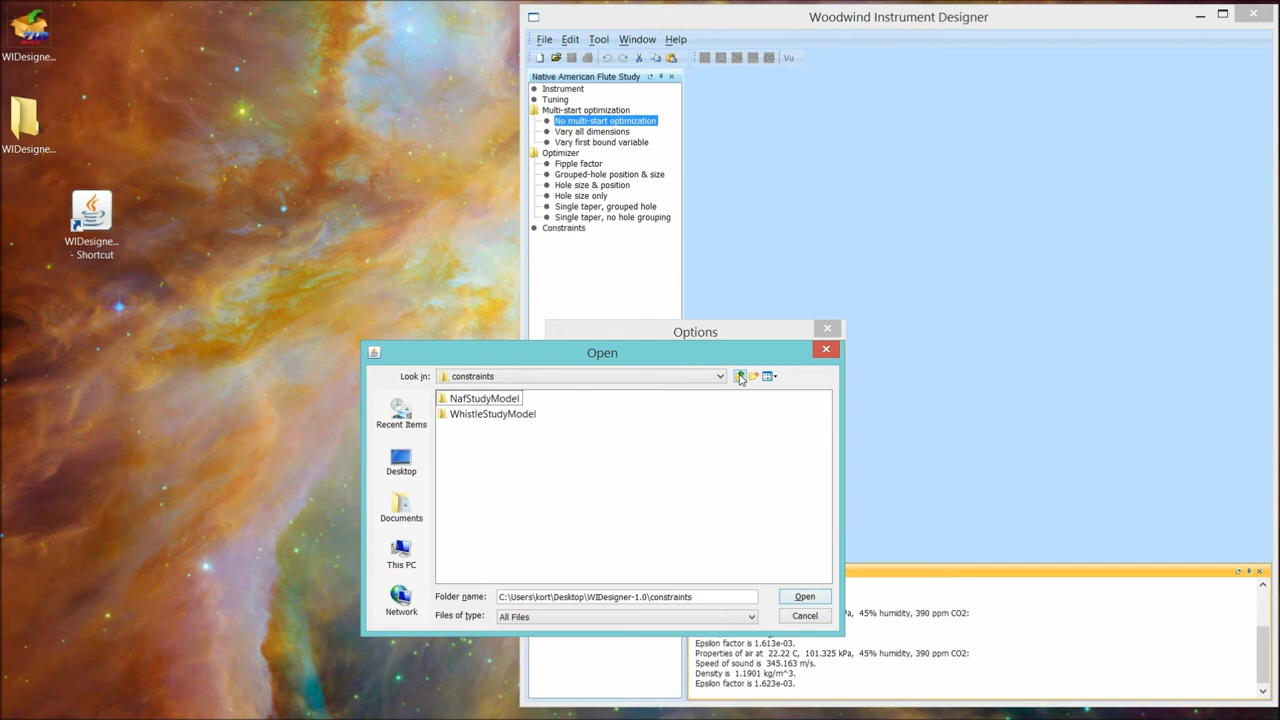 WIDesigne...
WIDesigne...
WIDesigne...
- Shortcut
Woodwind Instrument Designer
File Edit Tool Window Help
Vu
Native American Flute Study
Instrument
Tuning
Multi-start optimization
No multi-start optimization
Vary all dimensions
Vary first bound variable
Optimizer
Fipple factor
Grouped-hole position & size
Hole size & position
Hole size only
Single taper, grouped hole
Single taper, no hole grouping
Constraints
Options
Open
Look in: constraints
Recent Items
Desktop
Documents
This PC
Network
NafStudyModel
WhistleStudyModel
Folder name: C:\Users\kort\Desktop\WIDesigner-1.0\constraints Open
Files of type: All Files Cancel
45% humidity, 390 ppm CO2:
Epsilon factor is 1.613e-03.
Properties of air at 22.22 C, 101.325 kPa, 45% humidity, 390 ppm CO2:
Speed of sound is 345.163 m/s.
Density is 1.1901 kg/m^3.
Epsilon factor is 1.623e-03.